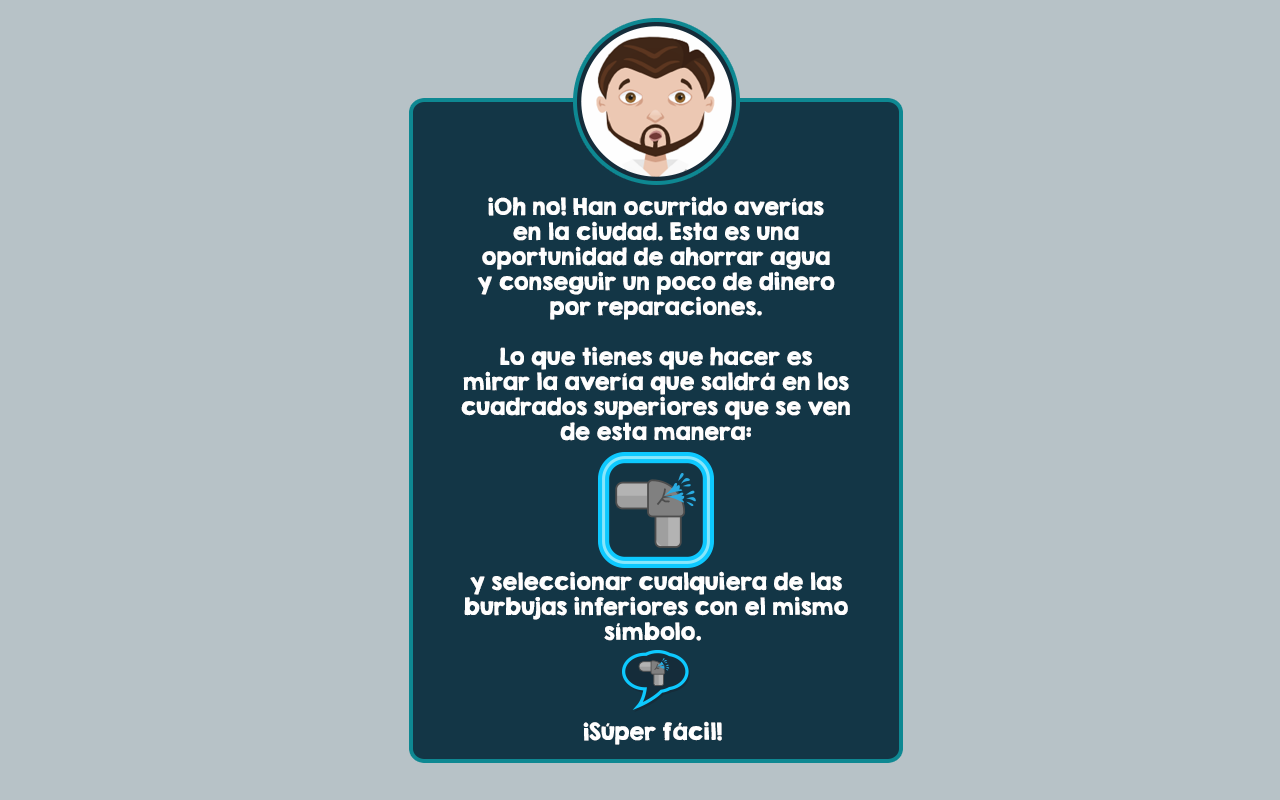 ¡Oh no! Han ocurrido averías
en la ciudad. Esta es una
oportunidad de ahorrar agua
y conseguir un poco de dinero
por reparaciones.
Lo que tienes que hacer es
mirar la avería que saldrá en los
cuadrados superiores que se ven
de esta manera:
y seleccionar cualquiera de las
burbujas inferiores con el mismo
símbolo.
¡Súper fácil!